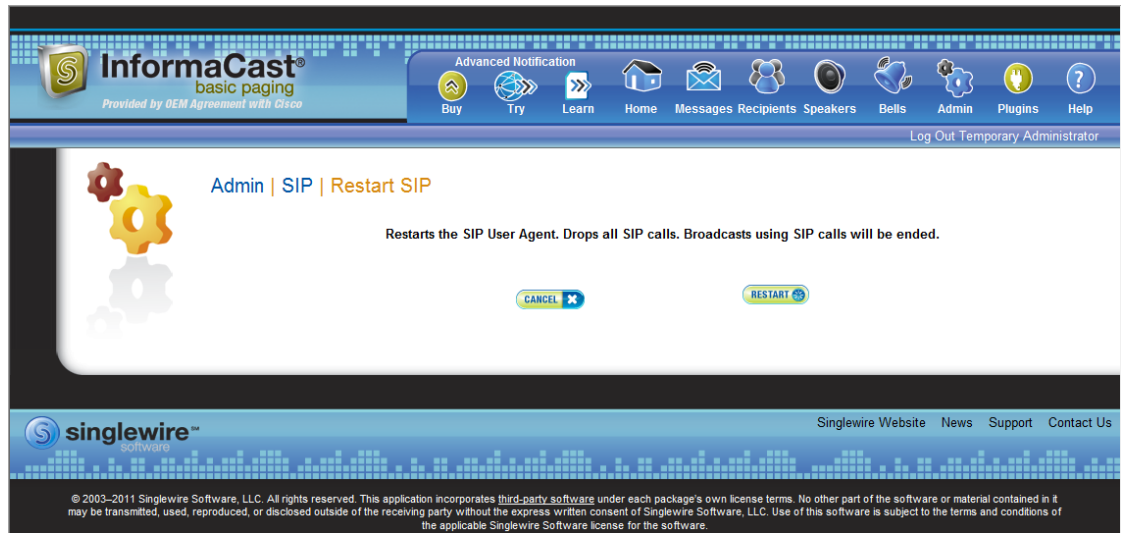 InformaCast®
basic paging
Provided by OEM Agreement with Cisco
Advanced Notification
Buy Try Learn Home Messages Recipients Speakers Bells Admin Plugins Help
Log Out Temporary Administrator
Admin | SIP | Restart SIP
Restarts the SIP User Agent. Drops all SIP calls. Broadcasts using SIP calls will be ended.
CANCEL RESTART
singlewire℠
software
Singlewire Website News Support Contact Us
© 2003–2011 Singlewire Software, LLC. All rights reserved. This application incorporates third-party software under each package's own license terms. No other part of the software or material contained in it
may be transmitted, used, reproduced, or disclosed outside of the receiving party without the express written consent of Singlewire Software, LLC. Use of this software is subject to the terms and conditions of
the applicable Singlewire Software license for the software.